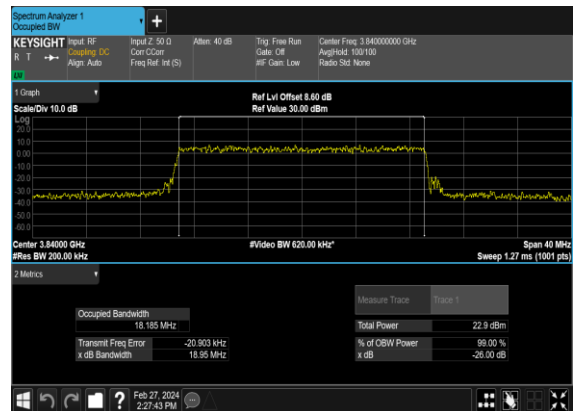 Spectrum Analyzer 1
Occupied BW
+
KEYSIGHT
R T
LXI
Input: RF
Coupling: DC
Align: Auto
Input Z: 50 Ω
Corr CCorr
Freq Ref: Int (S)
Atten: 40 dB
Trig: Free Run
Gate: Off
#IF Gain: Low
Center Freq: 3.840000000 GHz
Avg|Hold: 100/100
Radio Std: None
1 Graph
Scale/Div 10.0 dB
Ref Lvl Offset 8.60 dB
Ref Value 30.00 dBm
Log
20.0
10.0
0.00
-10.0
-20.0
-30.0
-40.0
-50.0
-60.0
Center 3.84000 GHz
#Res BW 200.00 kHz
#Video BW 620.00 kHz*
Span 40 MHz
Sweep 1.27 ms (1001 pts)
2 Metrics
Measure Trace
Trace 1
Occupied Bandwidth
18.185 MHz
Total Power
22.9 dBm
Transmit Freq Error
-20.903 kHz
% of OBW Power
99.00 %
x dB Bandwidth
18.95 MHz
x dB
-26.00 dB
?
Feb 27, 2024
2:27:43 PM